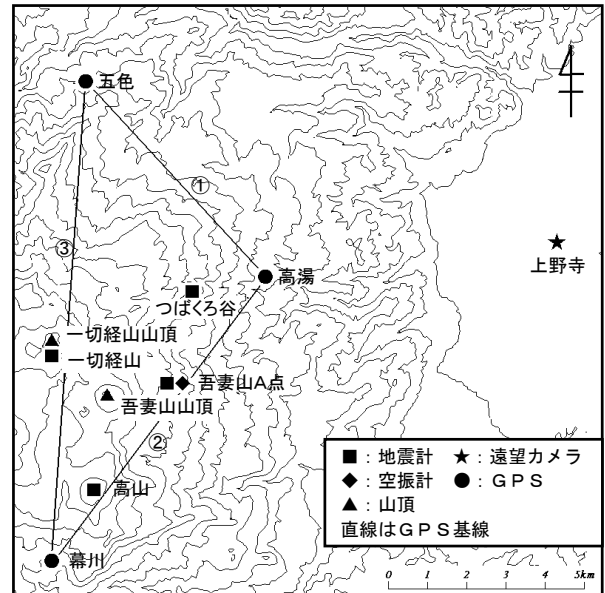 五色
①
③
上野寺
高湯
つばくろ谷
一切経山山頂
一切経山
吾妻山A点
吾妻山山頂
②
■：地震計 ★：遠望カメラ
◆：空振計 ●：ＧＰＳ
▲：山頂
直線はＧＰＳ基線
高山
幕川
0 1 2 3 4 5km